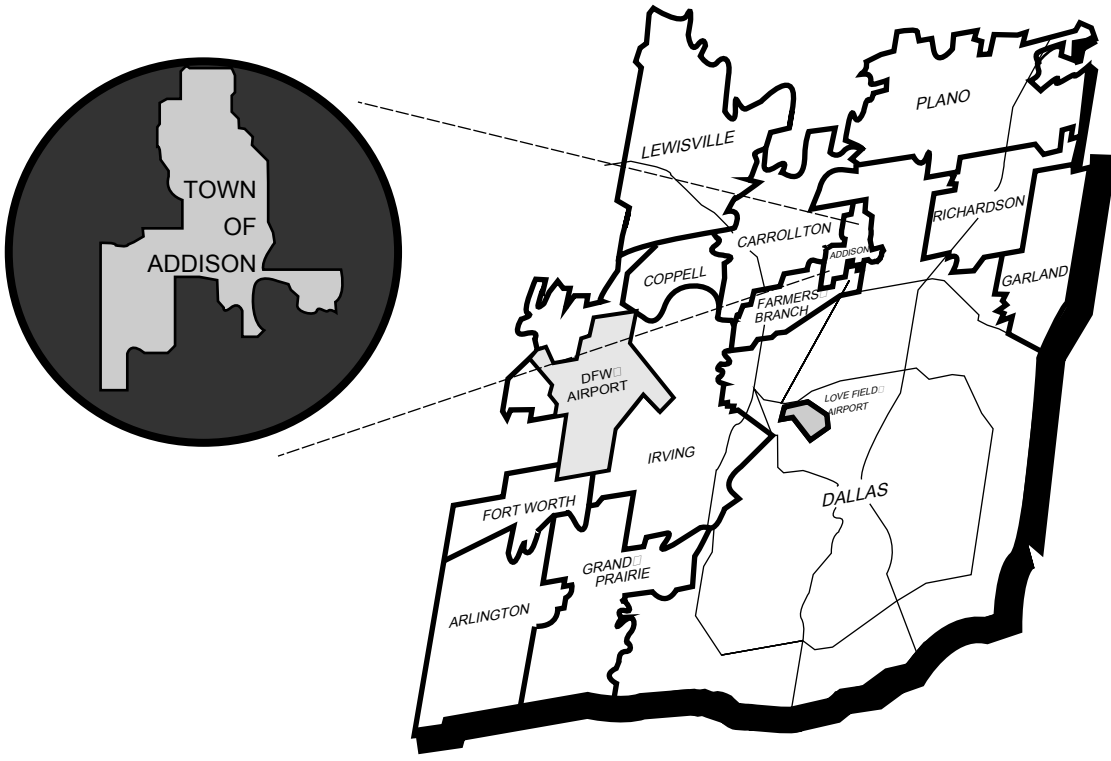 TOWN
OF
ADDISON
PLANO
LEWISVILLE
RICHARDSON
CARROLLTON
ADDISON
COPPELL
GARLAND
FARMERS
BRANCH
DFW
AIRPORT
LOVE FIELD
AIRPORT
IRVING
DALLAS
FORT WORTH
GRAND
PRAIRIE
ARLINGTON